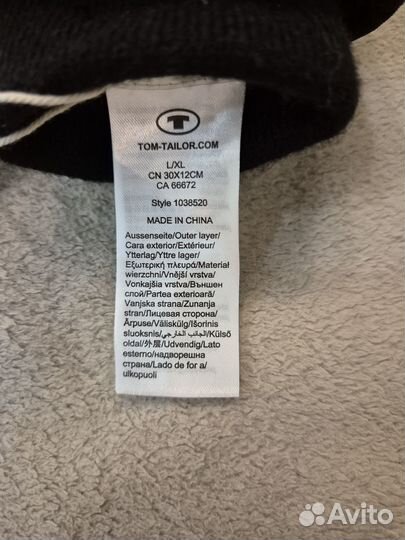 T
TOM-TAILOR.COM
L/XL
CN 30X12CM
CA 66672
Style 1038520
MADE IN CHINA
Aussenseite/Outer layer/
Cara exterior/Extérieur/
Ytterlag/Yttre lager/
Εξωτερική πλευρά/Materiał
wierzchni/Vnější vrstva/
Vonkajšia vrstva/Външен
слой/Partea exterioară/
Vanjska strana/Zunanja
stran/Лицевая сторона/
Ārpuse/Väliskülg/Išorinis
sluoksnis/الجانب الخارجي/Külső
oldal/外层/Udvendig/Lato
esterno/надворешна
страна/Lado de for a/
ulkopuoli
Avito